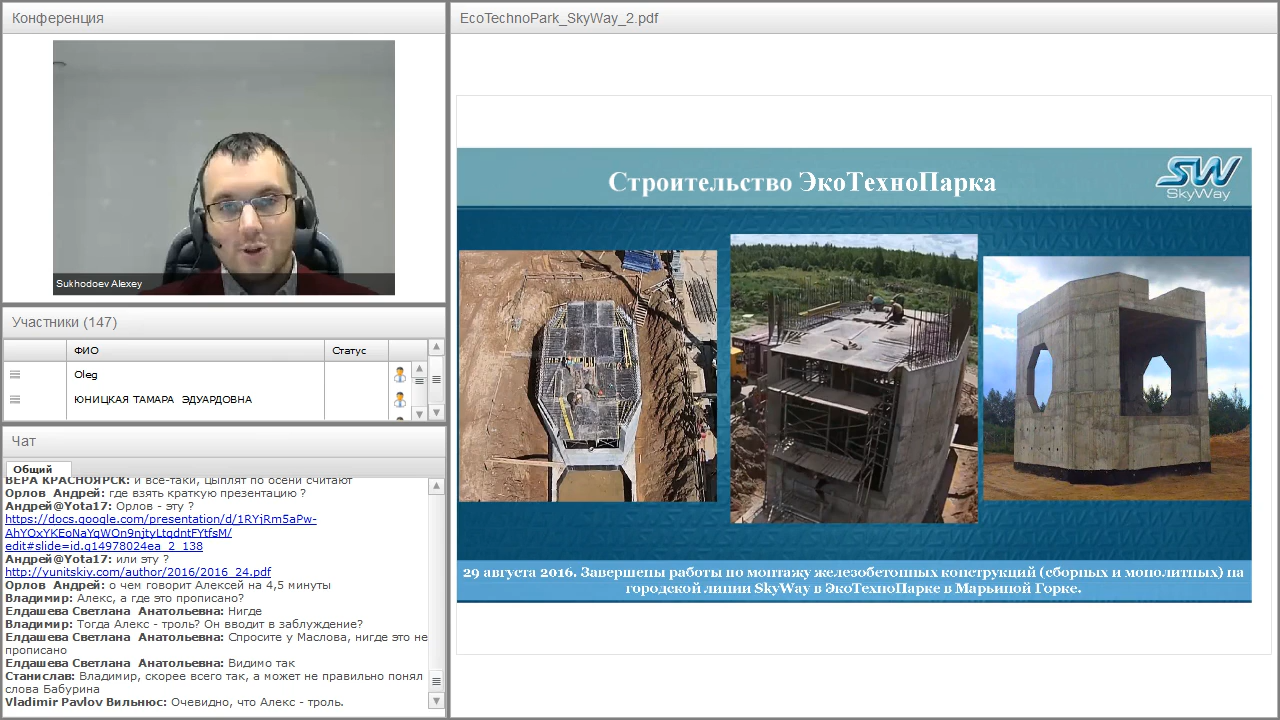 Конференция
Sukhodoev Alexey
Участники (147)
ФИО
Статус
Oleg
ЮНИЦКАЯ ТАМАРА ЭДУАРДОВНА
Чат
Общий
ВЕРА КРАСНОЯРСК: и все-таки, цыплят по осени считают
Орлов Андрей: где взять краткую презентацию ?
Андрей@Yota17: Орлов - эту ?
https://docs.google.com/presentation/d/1RYjRm5aPw-
AhYOxYKEoNaYgWOn9njtyLtqdntFYtfsM/
edit#slide=id.g14978024ea_2_138
Андрей@Yota17: или эту ?
http://yunitskiy.com/author/2016/2016_24.pdf
Орлов Андрей: о чем говорит Алексей на 4,5 минуты
Владимир: Алекс, а где это прописано?
Елдашева Светлана Анатольевна: Нигде
Владимир: Тогда Алекс - троль? Он вводит в заблуждение?
Елдашева Светлана Анатольевна: Спросите у Маслова, нигде это не
прописано
Елдашева Светлана Анатольевна: Видимо так
Станислав: Владимир, скорее всего так, а может не правильно понял
слова Бабурина
Vladimir Pavlov Вильнюс: Очевидно, что Алекс - троль.
EcoTechnoPark_SkyWay_2.pdf
Строительство ЭкоТехноПарка
SW
SkyWay
29 августа 2016. Завершены работы по монтажу железобетонных конструкций (сборных и монолитных) на
городской линии SkyWay в ЭкоТехноПарке в Марьиной Горке.